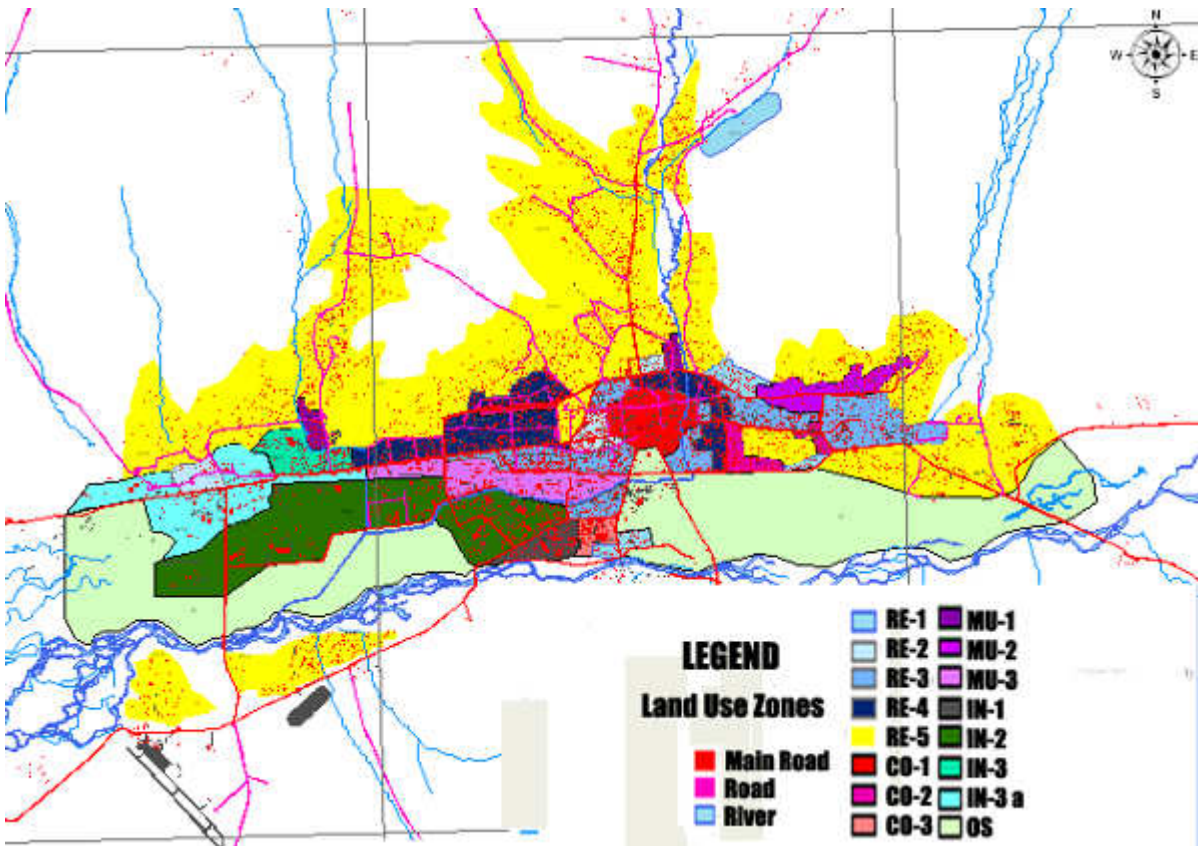 N
W E
S
LEGEND
Land Use Zones
Main Road
Road
River
RE-1
RE-2
RE-3
RE-4
RE-5
CO-1
CO-2
CO-3
MU-1
MU-2
MU-3
IN-1
IN-2
IN-3
IN-3 a
OS